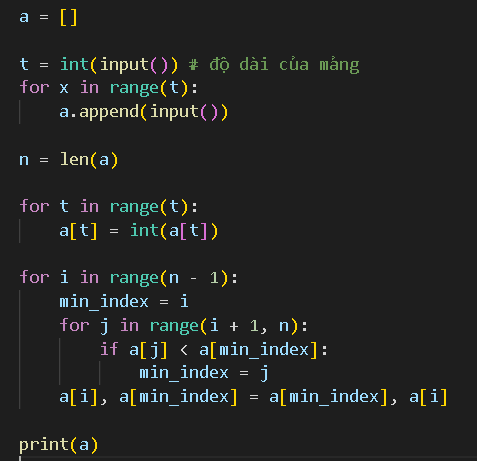 a = []
t = int(input()) # độ dài của mảng
for x in range(t):
    a.append(input())
n = len(a)
for t in range(t):
    a[t] = int(a[t])
for i in range(n - 1):
    min_index = i
    for j in range(i + 1, n):
        if a[j] < a[min_index]:
            min_index = j
    a[i], a[min_index] = a[min_index], a[i]
print(a)